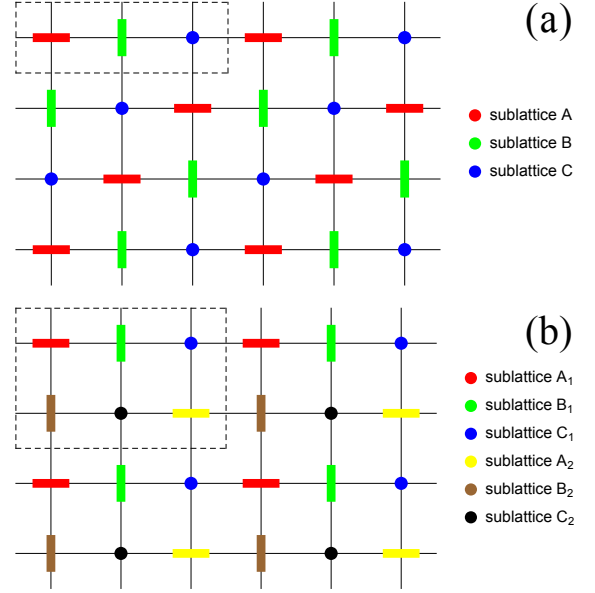 (a)
sublattice A
sublattice B
sublattice C
(b)
sublattice A₁
sublattice B₁
sublattice C₁
sublattice A₂
sublattice B₂
sublattice C₂